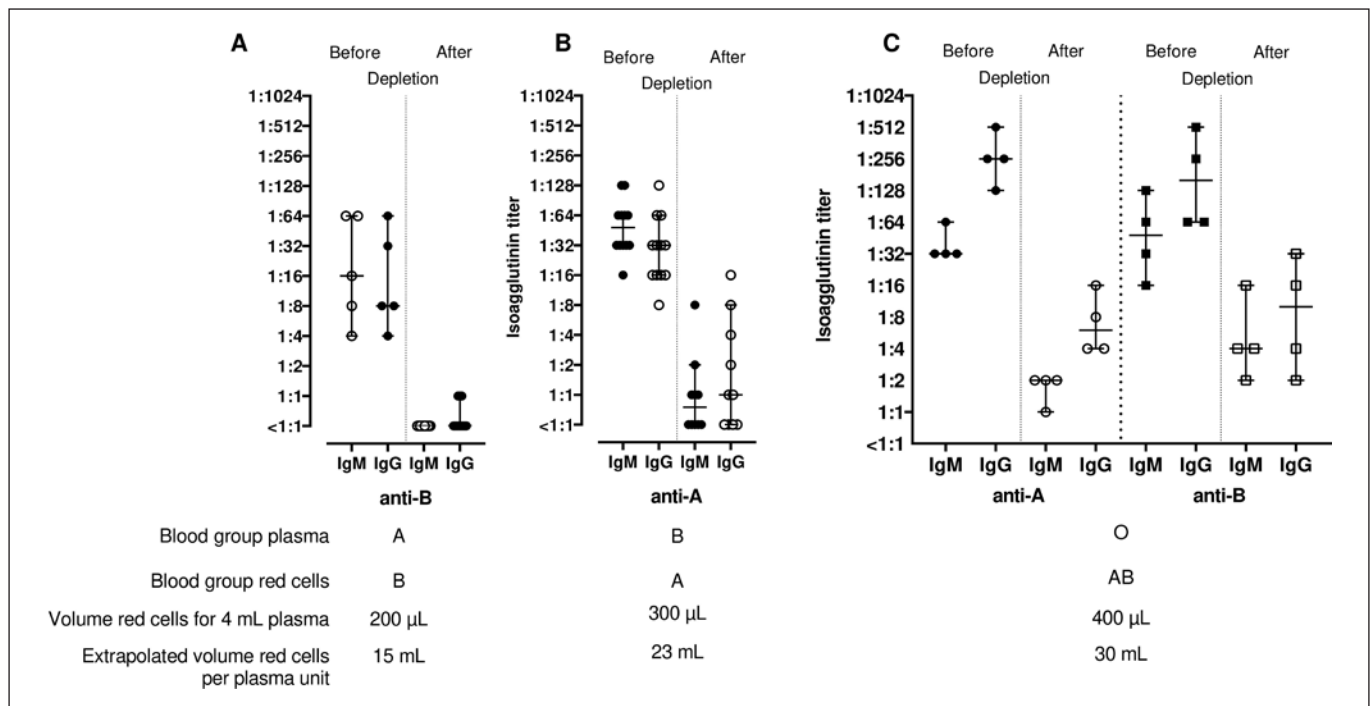 A
Before After
Depletion
1:1024
1:512
1:256
1:128
1:64
1:32
1:16
1:8
1:4
1:2
1:1
<1:1
IgM IgG IgM IgG
anti-B
B
Before After
Depletion
Isoagglutinin titer
1:1024
1:512
1:256
1:128
1:64
1:32
1:16
1:8
1:4
1:2
1:1
<1:1
IgM IgG IgM IgG
anti-A
C
Before After Before After
Depletion Depletion
Isoagglutinin titer
1:1024
1:512
1:256
1:128
1:64
1:32
1:16
1:8
1:4
1:2
1:1
<1:1
IgM IgG IgM IgG IgM IgG IgM IgG
anti-A anti-B
Blood group plasma A B O
Blood group red cells B A AB
Volume red cells for 4 mL plasma 200 µL 300 µL 400 µL
Extrapolated volume red cells 15 mL 23 mL 30 mL
per plasma unit